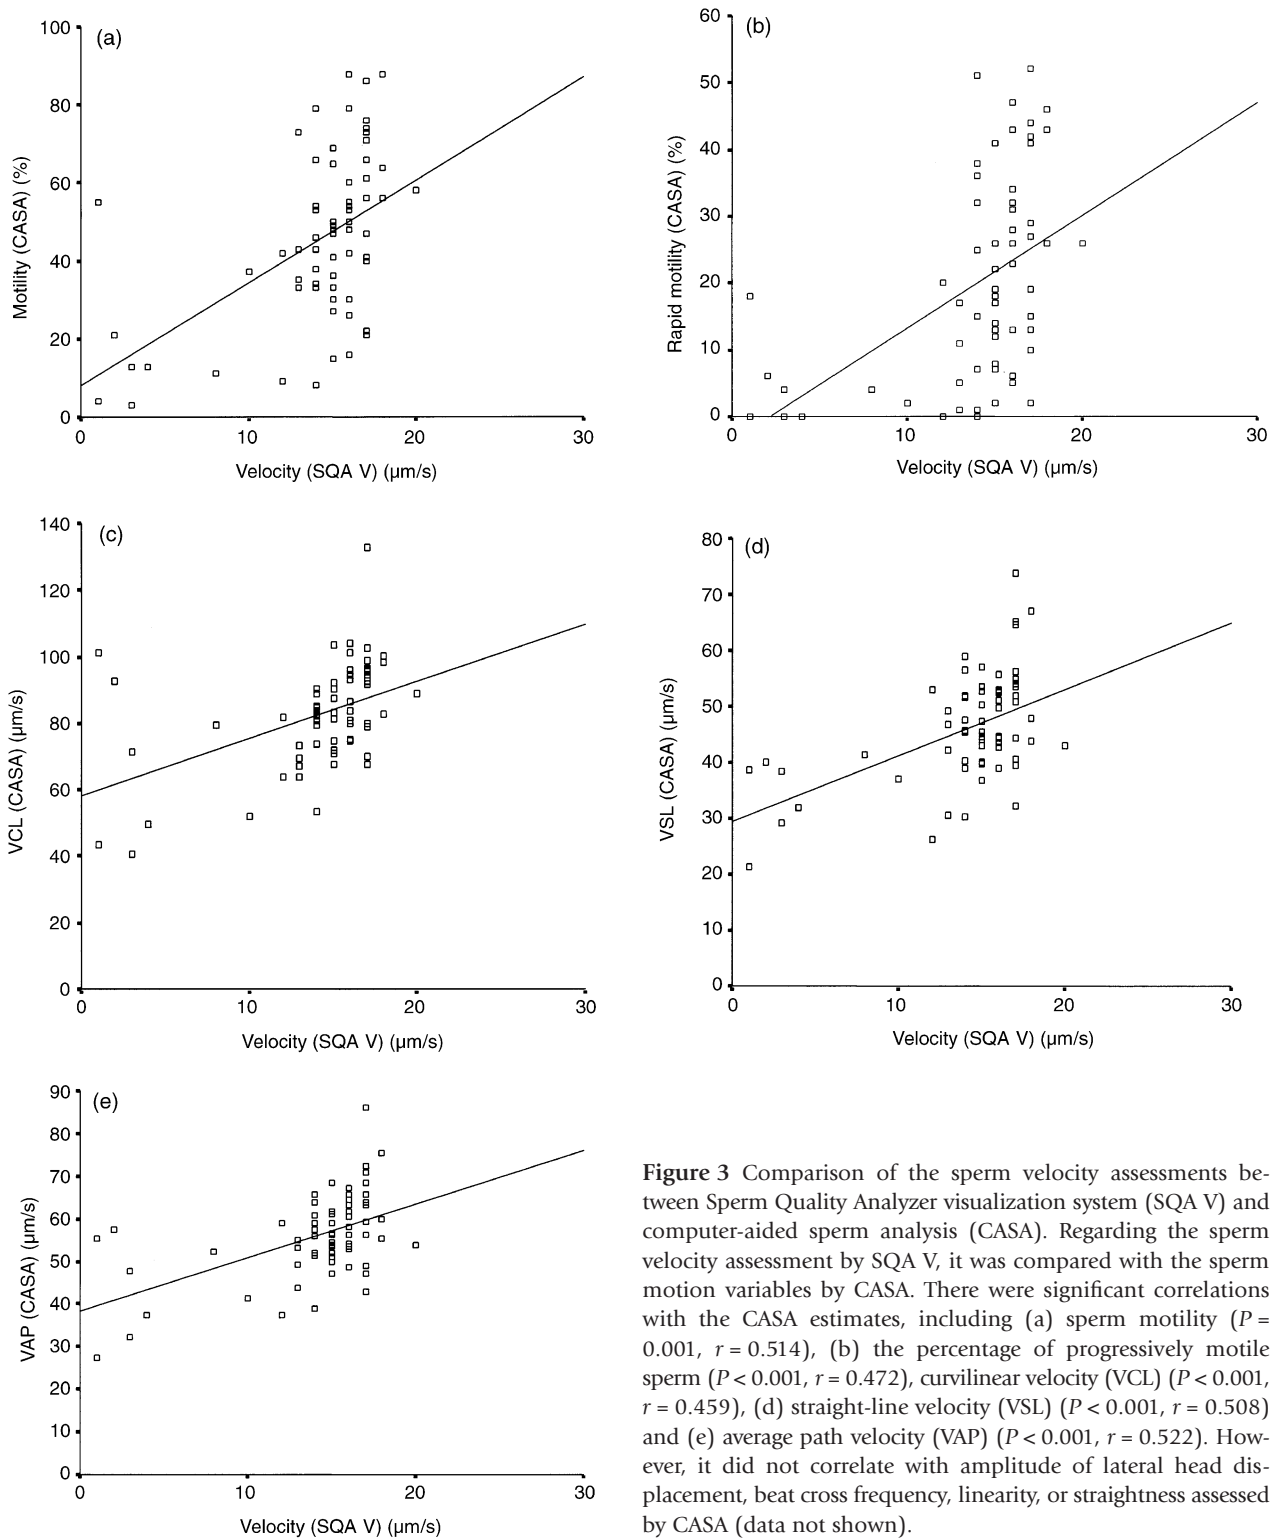 (a)
100
80
60
40
20
0
0 10 20 30
Motility (CASA) (%)
Velocity (SQA V) (µm/s)
(b)
60
50
40
30
20
10
0
0 10 20 30
Rapid motility (CASA) (%)
Velocity (SQA V) (µm/s)
(c)
140
120
100
80
60
40
20
0
0 10 20 30
VCL (CASA) (µm/s)
Velocity (SQA V) (µm/s)
(d)
80
70
60
50
40
30
20
10
0
0 10 20 30
VSL (CASA) (µm/s)
Velocity (SQA V) (µm/s)
(e)
90
80
70
60
50
40
30
20
10
0
0 10 20 30
VAP (CASA) (µm/s)
Velocity (SQA V) (µm/s)
Figure 3 Comparison of the sperm velocity assessments be-
tween Sperm Quality Analyzer visualization system (SQA V) and
computer-aided sperm analysis (CASA). Regarding the sperm
velocity assessment by SQA V, it was compared with the sperm
motion variables by CASA. There were significant correlations
with the CASA estimates, including (a) sperm motility (P =
0.001, r = 0.514), (b) the percentage of progressively motile
sperm (P < 0.001, r = 0.472), curvilinear velocity (VCL) (P < 0.001,
r = 0.459), (d) straight-line velocity (VSL) (P < 0.001, r = 0.508)
and (e) average path velocity (VAP) (P < 0.001, r = 0.522). How-
ever, it did not correlate with amplitude of lateral head dis-
placement, beat cross frequency, linearity, or straightness assessed
by CASA (data not shown).